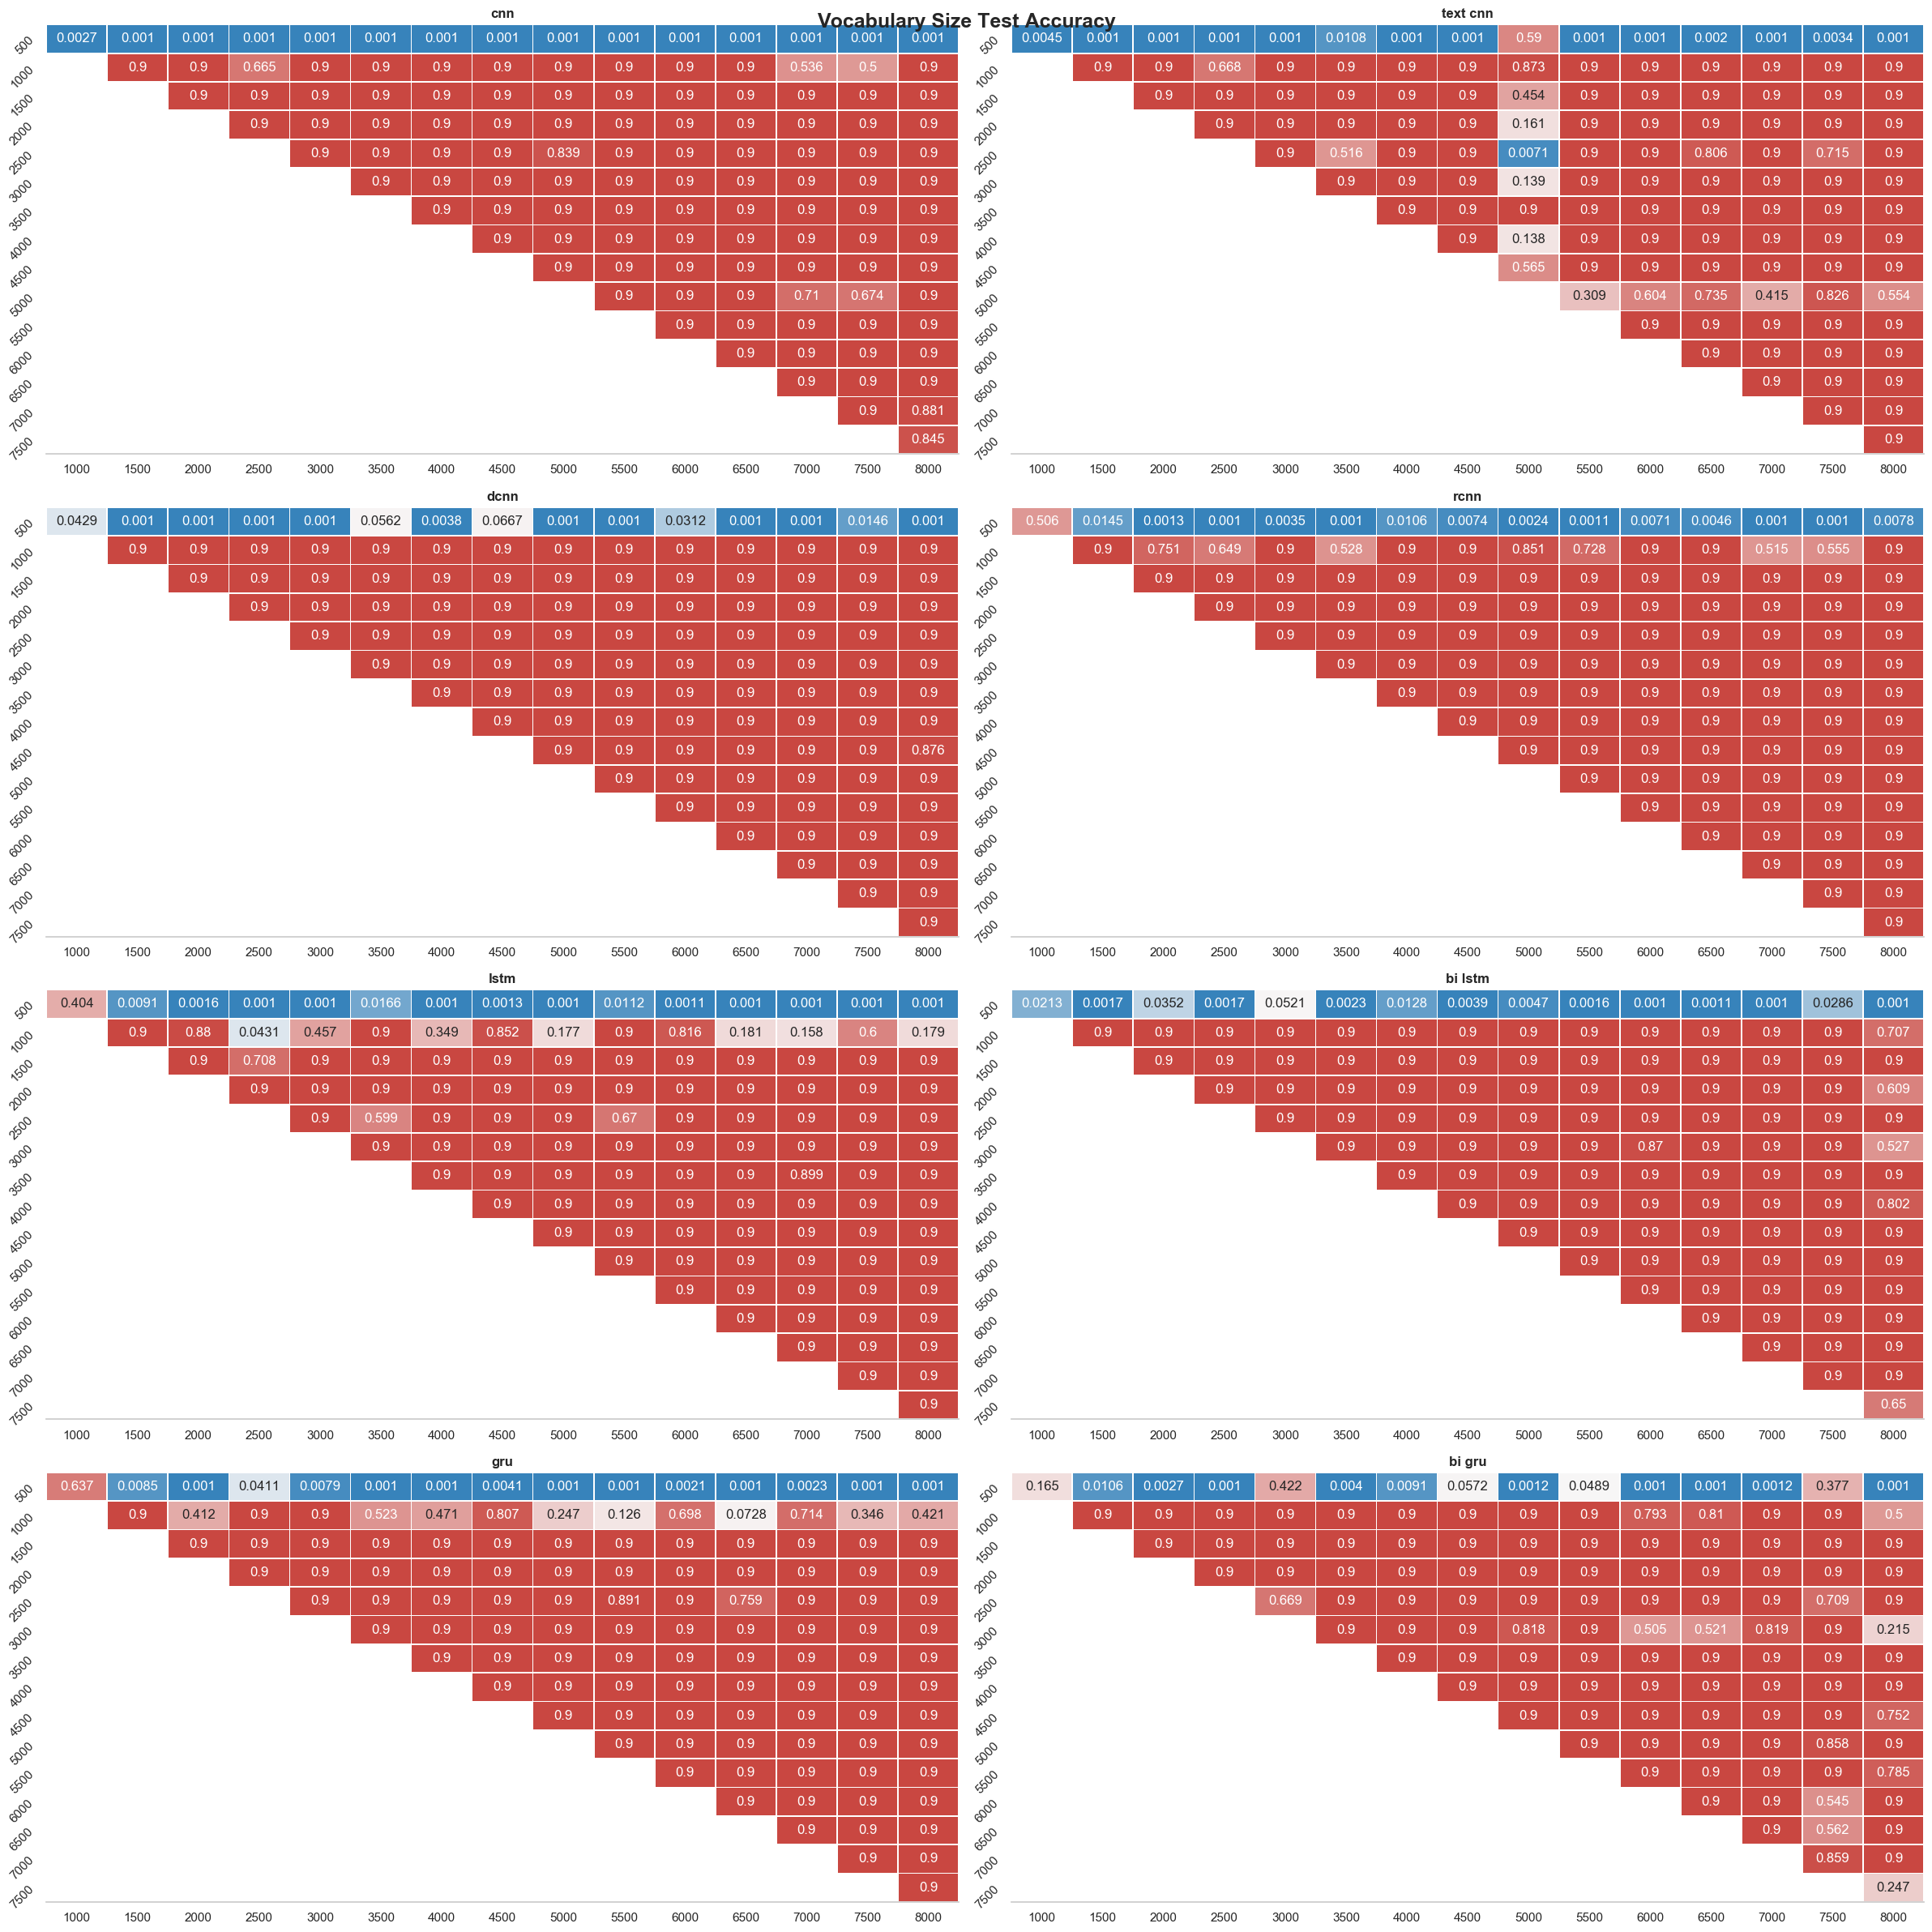 Vocabulary Size Test Accuracy
cnn
500 0.0027 0.001 0.001 0.001 0.001 0.001 0.001 0.001 0.001 0.001 0.001 0.001 0.001 0.001 0.001
1000 0.9 0.9 0.665 0.9 0.9 0.9 0.9 0.9 0.9 0.9 0.9 0.536 0.5 0.9
1500 0.9 0.9 0.9 0.9 0.9 0.9 0.9 0.9 0.9 0.9 0.9 0.9 0.9
2000 0.9 0.9 0.9 0.9 0.9 0.9 0.9 0.9 0.9 0.9 0.9 0.9
2500 0.9 0.9 0.9 0.9 0.839 0.9 0.9 0.9 0.9 0.9 0.9
3000 0.9 0.9 0.9 0.9 0.9 0.9 0.9 0.9 0.9 0.9
3500 0.9 0.9 0.9 0.9 0.9 0.9 0.9 0.9 0.9
4000 0.9 0.9 0.9 0.9 0.9 0.9 0.9 0.9
4500 0.9 0.9 0.9 0.9 0.9 0.9 0.9
5000 0.9 0.9 0.9 0.71 0.674 0.9
5500 0.9 0.9 0.9 0.9 0.9
6000 0.9 0.9 0.9 0.9
6500 0.9 0.9 0.9
7000 0.9 0.881
7500 0.845
1000 1500 2000 2500 3000 3500 4000 4500 5000 5500 6000 6500 7000 7500 8000
text cnn
500 0.0045 0.001 0.001 0.001 0.001 0.0108 0.001 0.001 0.59 0.001 0.001 0.002 0.001 0.0034 0.001
1000 0.9 0.9 0.668 0.9 0.9 0.9 0.9 0.873 0.9 0.9 0.9 0.9 0.9 0.9
1500 0.9 0.9 0.9 0.9 0.9 0.9 0.454 0.9 0.9 0.9 0.9 0.9 0.9
2000 0.9 0.9 0.9 0.9 0.9 0.161 0.9 0.9 0.9 0.9 0.9 0.9
2500 0.9 0.516 0.9 0.9 0.0071 0.9 0.9 0.806 0.9 0.715 0.9
3000 0.9 0.9 0.9 0.139 0.9 0.9 0.9 0.9 0.9 0.9
3500 0.9 0.9 0.9 0.9 0.9 0.9 0.9 0.9 0.9
4000 0.9 0.138 0.9 0.9 0.9 0.9 0.9 0.9
4500 0.565 0.9 0.9 0.9 0.9 0.9 0.9
5000 0.309 0.604 0.735 0.415 0.826 0.554
5500 0.9 0.9 0.9 0.9 0.9
6000 0.9 0.9 0.9 0.9
6500 0.9 0.9 0.9
7000 0.9 0.9
7500 0.9
1000 1500 2000 2500 3000 3500 4000 4500 5000 5500 6000 6500 7000 7500 8000
dcnn
500 0.0429 0.001 0.001 0.001 0.001 0.0562 0.0038 0.0667 0.001 0.001 0.0312 0.001 0.001 0.0146 0.001
1000 0.9 0.9 0.9 0.9 0.9 0.9 0.9 0.9 0.9 0.9 0.9 0.9 0.9 0.9
1500 0.9 0.9 0.9 0.9 0.9 0.9 0.9 0.9 0.9 0.9 0.9 0.9 0.9
2000 0.9 0.9 0.9 0.9 0.9 0.9 0.9 0.9 0.9 0.9 0.9 0.9
2500 0.9 0.9 0.9 0.9 0.9 0.9 0.9 0.9 0.9 0.9 0.9
3000 0.9 0.9 0.9 0.9 0.9 0.9 0.9 0.9 0.9 0.9
3500 0.9 0.9 0.9 0.9 0.9 0.9 0.9 0.9 0.9
4000 0.9 0.9 0.9 0.9 0.9 0.9 0.9 0.9
4500 0.9 0.9 0.9 0.9 0.9 0.9 0.876
5000 0.9 0.9 0.9 0.9 0.9 0.9
5500 0.9 0.9 0.9 0.9 0.9
6000 0.9 0.9 0.9 0.9
6500 0.9 0.9 0.9
7000 0.9 0.9
7500 0.9
1000 1500 2000 2500 3000 3500 4000 4500 5000 5500 6000 6500 7000 7500 8000
rcnn
500 0.506 0.0145 0.0013 0.001 0.0035 0.001 0.0106 0.0074 0.0024 0.0011 0.0071 0.0046 0.001 0.001 0.0078
1000 0.9 0.751 0.649 0.9 0.528 0.9 0.9 0.851 0.728 0.9 0.9 0.515 0.555 0.9
1500 0.9 0.9 0.9 0.9 0.9 0.9 0.9 0.9 0.9 0.9 0.9 0.9 0.9
2000 0.9 0.9 0.9 0.9 0.9 0.9 0.9 0.9 0.9 0.9 0.9 0.9
2500 0.9 0.9 0.9 0.9 0.9 0.9 0.9 0.9 0.9 0.9 0.9
3000 0.9 0.9 0.9 0.9 0.9 0.9 0.9 0.9 0.9 0.9
3500 0.9 0.9 0.9 0.9 0.9 0.9 0.9 0.9 0.9
4000 0.9 0.9 0.9 0.9 0.9 0.9 0.9 0.9
4500 0.9 0.9 0.9 0.9 0.9 0.9 0.9
5000 0.9 0.9 0.9 0.9 0.9 0.9
5500 0.9 0.9 0.9 0.9 0.9
6000 0.9 0.9 0.9 0.9
6500 0.9 0.9 0.9
7000 0.9 0.9
7500 0.9
1000 1500 2000 2500 3000 3500 4000 4500 5000 5500 6000 6500 7000 7500 8000
lstm
500 0.404 0.0091 0.0016 0.001 0.001 0.0166 0.001 0.0013 0.001 0.0112 0.0011 0.001 0.001 0.001 0.001
1000 0.9 0.88 0.0431 0.457 0.9 0.349 0.852 0.177 0.9 0.816 0.181 0.158 0.6 0.179
1500 0.9 0.708 0.9 0.9 0.9 0.9 0.9 0.9 0.9 0.9 0.9 0.9 0.9
2000 0.9 0.9 0.9 0.9 0.9 0.9 0.9 0.9 0.9 0.9 0.9 0.9
2500 0.9 0.599 0.9 0.9 0.9 0.67 0.9 0.9 0.9 0.9 0.9
3000 0.9 0.9 0.9 0.9 0.9 0.9 0.9 0.9 0.9 0.9
3500 0.9 0.9 0.9 0.9 0.9 0.9 0.899 0.9 0.9
4000 0.9 0.9 0.9 0.9 0.9 0.9 0.9 0.9
4500 0.9 0.9 0.9 0.9 0.9 0.9 0.9
5000 0.9 0.9 0.9 0.9 0.9 0.9
5500 0.9 0.9 0.9 0.9 0.9
6000 0.9 0.9 0.9 0.9
6500 0.9 0.9 0.9
7000 0.9 0.9
7500 0.9
1000 1500 2000 2500 3000 3500 4000 4500 5000 5500 6000 6500 7000 7500 8000
bi lstm
500 0.0213 0.0017 0.0352 0.0017 0.0521 0.0023 0.0128 0.0039 0.0047 0.0016 0.001 0.0011 0.001 0.0286 0.001
1000 0.9 0.9 0.9 0.9 0.9 0.9 0.9 0.9 0.9 0.9 0.9 0.9 0.9 0.707
1500 0.9 0.9 0.9 0.9 0.9 0.9 0.9 0.9 0.9 0.9 0.9 0.9 0.9
2000 0.9 0.9 0.9 0.9 0.9 0.9 0.9 0.9 0.9 0.9 0.9 0.609
2500 0.9 0.9 0.9 0.9 0.9 0.9 0.9 0.9 0.9 0.9 0.9
3000 0.9 0.9 0.9 0.9 0.9 0.87 0.9 0.9 0.9 0.527
3500 0.9 0.9 0.9 0.9 0.9 0.9 0.9 0.9 0.9
4000 0.9 0.9 0.9 0.9 0.9 0.9 0.9 0.802
4500 0.9 0.9 0.9 0.9 0.9 0.9 0.9
5000 0.9 0.9 0.9 0.9 0.9 0.9
5500 0.9 0.9 0.9 0.9 0.9
6000 0.9 0.9 0.9 0.9
6500 0.9 0.9 0.9
7000 0.9 0.9
7500 0.65
1000 1500 2000 2500 3000 3500 4000 4500 5000 5500 6000 6500 7000 7500 8000
gru
500 0.637 0.0085 0.001 0.0411 0.0079 0.001 0.001 0.0041 0.001 0.001 0.0021 0.001 0.0023 0.001 0.001
1000 0.9 0.412 0.9 0.9 0.523 0.471 0.807 0.247 0.126 0.698 0.0728 0.714 0.346 0.421
1500 0.9 0.9 0.9 0.9 0.9 0.9 0.9 0.9 0.9 0.9 0.9 0.9 0.9
2000 0.9 0.9 0.9 0.9 0.9 0.9 0.9 0.9 0.9 0.9 0.9 0.9
2500 0.9 0.9 0.9 0.9 0.9 0.891 0.9 0.759 0.9 0.9 0.9
3000 0.9 0.9 0.9 0.9 0.9 0.9 0.9 0.9 0.9 0.9
3500 0.9 0.9 0.9 0.9 0.9 0.9 0.9 0.9 0.9
4000 0.9 0.9 0.9 0.9 0.9 0.9 0.9 0.9
4500 0.9 0.9 0.9 0.9 0.9 0.9 0.9
5000 0.9 0.9 0.9 0.9 0.9 0.9
5500 0.9 0.9 0.9 0.9 0.9
6000 0.9 0.9 0.9 0.9
6500 0.9 0.9 0.9
7000 0.9 0.9
7500 0.9
1000 1500 2000 2500 3000 3500 4000 4500 5000 5500 6000 6500 7000 7500 8000
bi gru
500 0.165 0.0106 0.0027 0.001 0.422 0.004 0.0091 0.0572 0.0012 0.0489 0.001 0.001 0.0012 0.377 0.001
1000 0.9 0.9 0.9 0.9 0.9 0.9 0.9 0.9 0.9 0.793 0.81 0.9 0.9 0.5
1500 0.9 0.9 0.9 0.9 0.9 0.9 0.9 0.9 0.9 0.9 0.9 0.9 0.9
2000 0.9 0.9 0.9 0.9 0.9 0.9 0.9 0.9 0.9 0.9 0.9 0.9
2500 0.669 0.9 0.9 0.9 0.9 0.9 0.9 0.9 0.9 0.709 0.9
3000 0.9 0.9 0.9 0.818 0.9 0.505 0.521 0.819 0.9 0.215
3500 0.9 0.9 0.9 0.9 0.9 0.9 0.9 0.9 0.9
4000 0.9 0.9 0.9 0.9 0.9 0.9 0.9 0.9
4500 0.9 0.9 0.9 0.9 0.9 0.9 0.752
5000 0.9 0.9 0.9 0.9 0.858 0.9
5500 0.9 0.9 0.9 0.9 0.785
6000 0.9 0.9 0.545 0.9
6500 0.9 0.562 0.9
7000 0.859 0.9
7500 0.247
1000 1500 2000 2500 3000 3500 4000 4500 5000 5500 6000 6500 7000 7500 8000